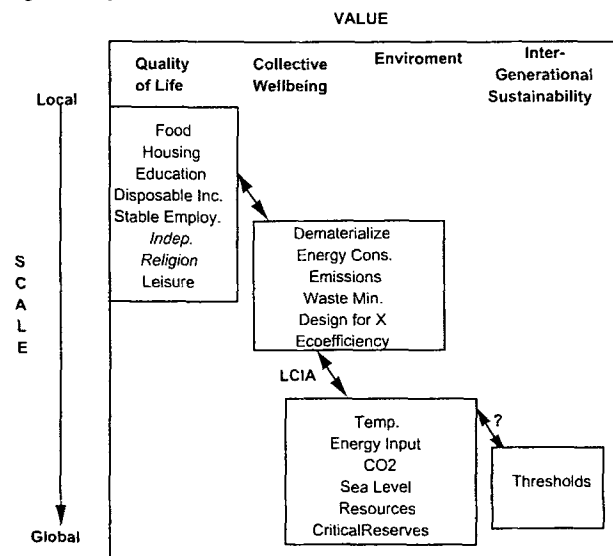 VALUE
Quality
of Life
Collective
Wellbeing
Enviroment
Inter-
Generational
Sustainability
Local
Food
Housing
Education
Disposable Inc.
Stable Employ.
Indep.
Religion
Leisure
S
C
A
L
E
Dematerialize
Energy Cons.
Emissions
Waste Min.
Design for X
Ecoefficiency
LCIA
Temp.
Energy Input
CO2
Sea Level
Resources
CriticalReserves
?
Thresholds
Global